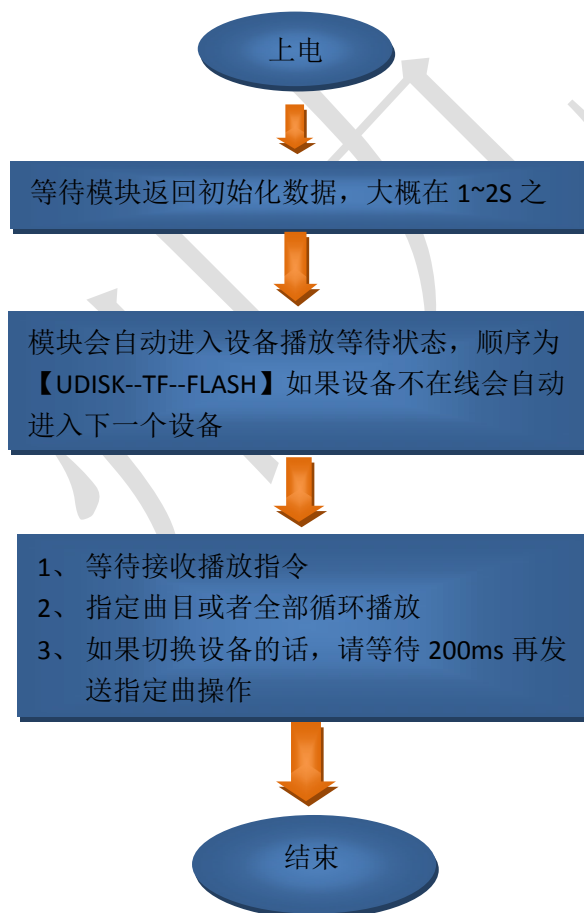 上电
等待模块返回初始化数据，大概在 1~2S 之
模块会自动进入设备播放等待状态，顺序为
【UDISK--TF--FLASH】如果设备不在线会自动
进入下一个设备
1、 等待接收播放指令
2、 指定曲目或者全部循环播放
3、 如果切换设备的话，请等待 200ms 再发
送指定曲操作
结束